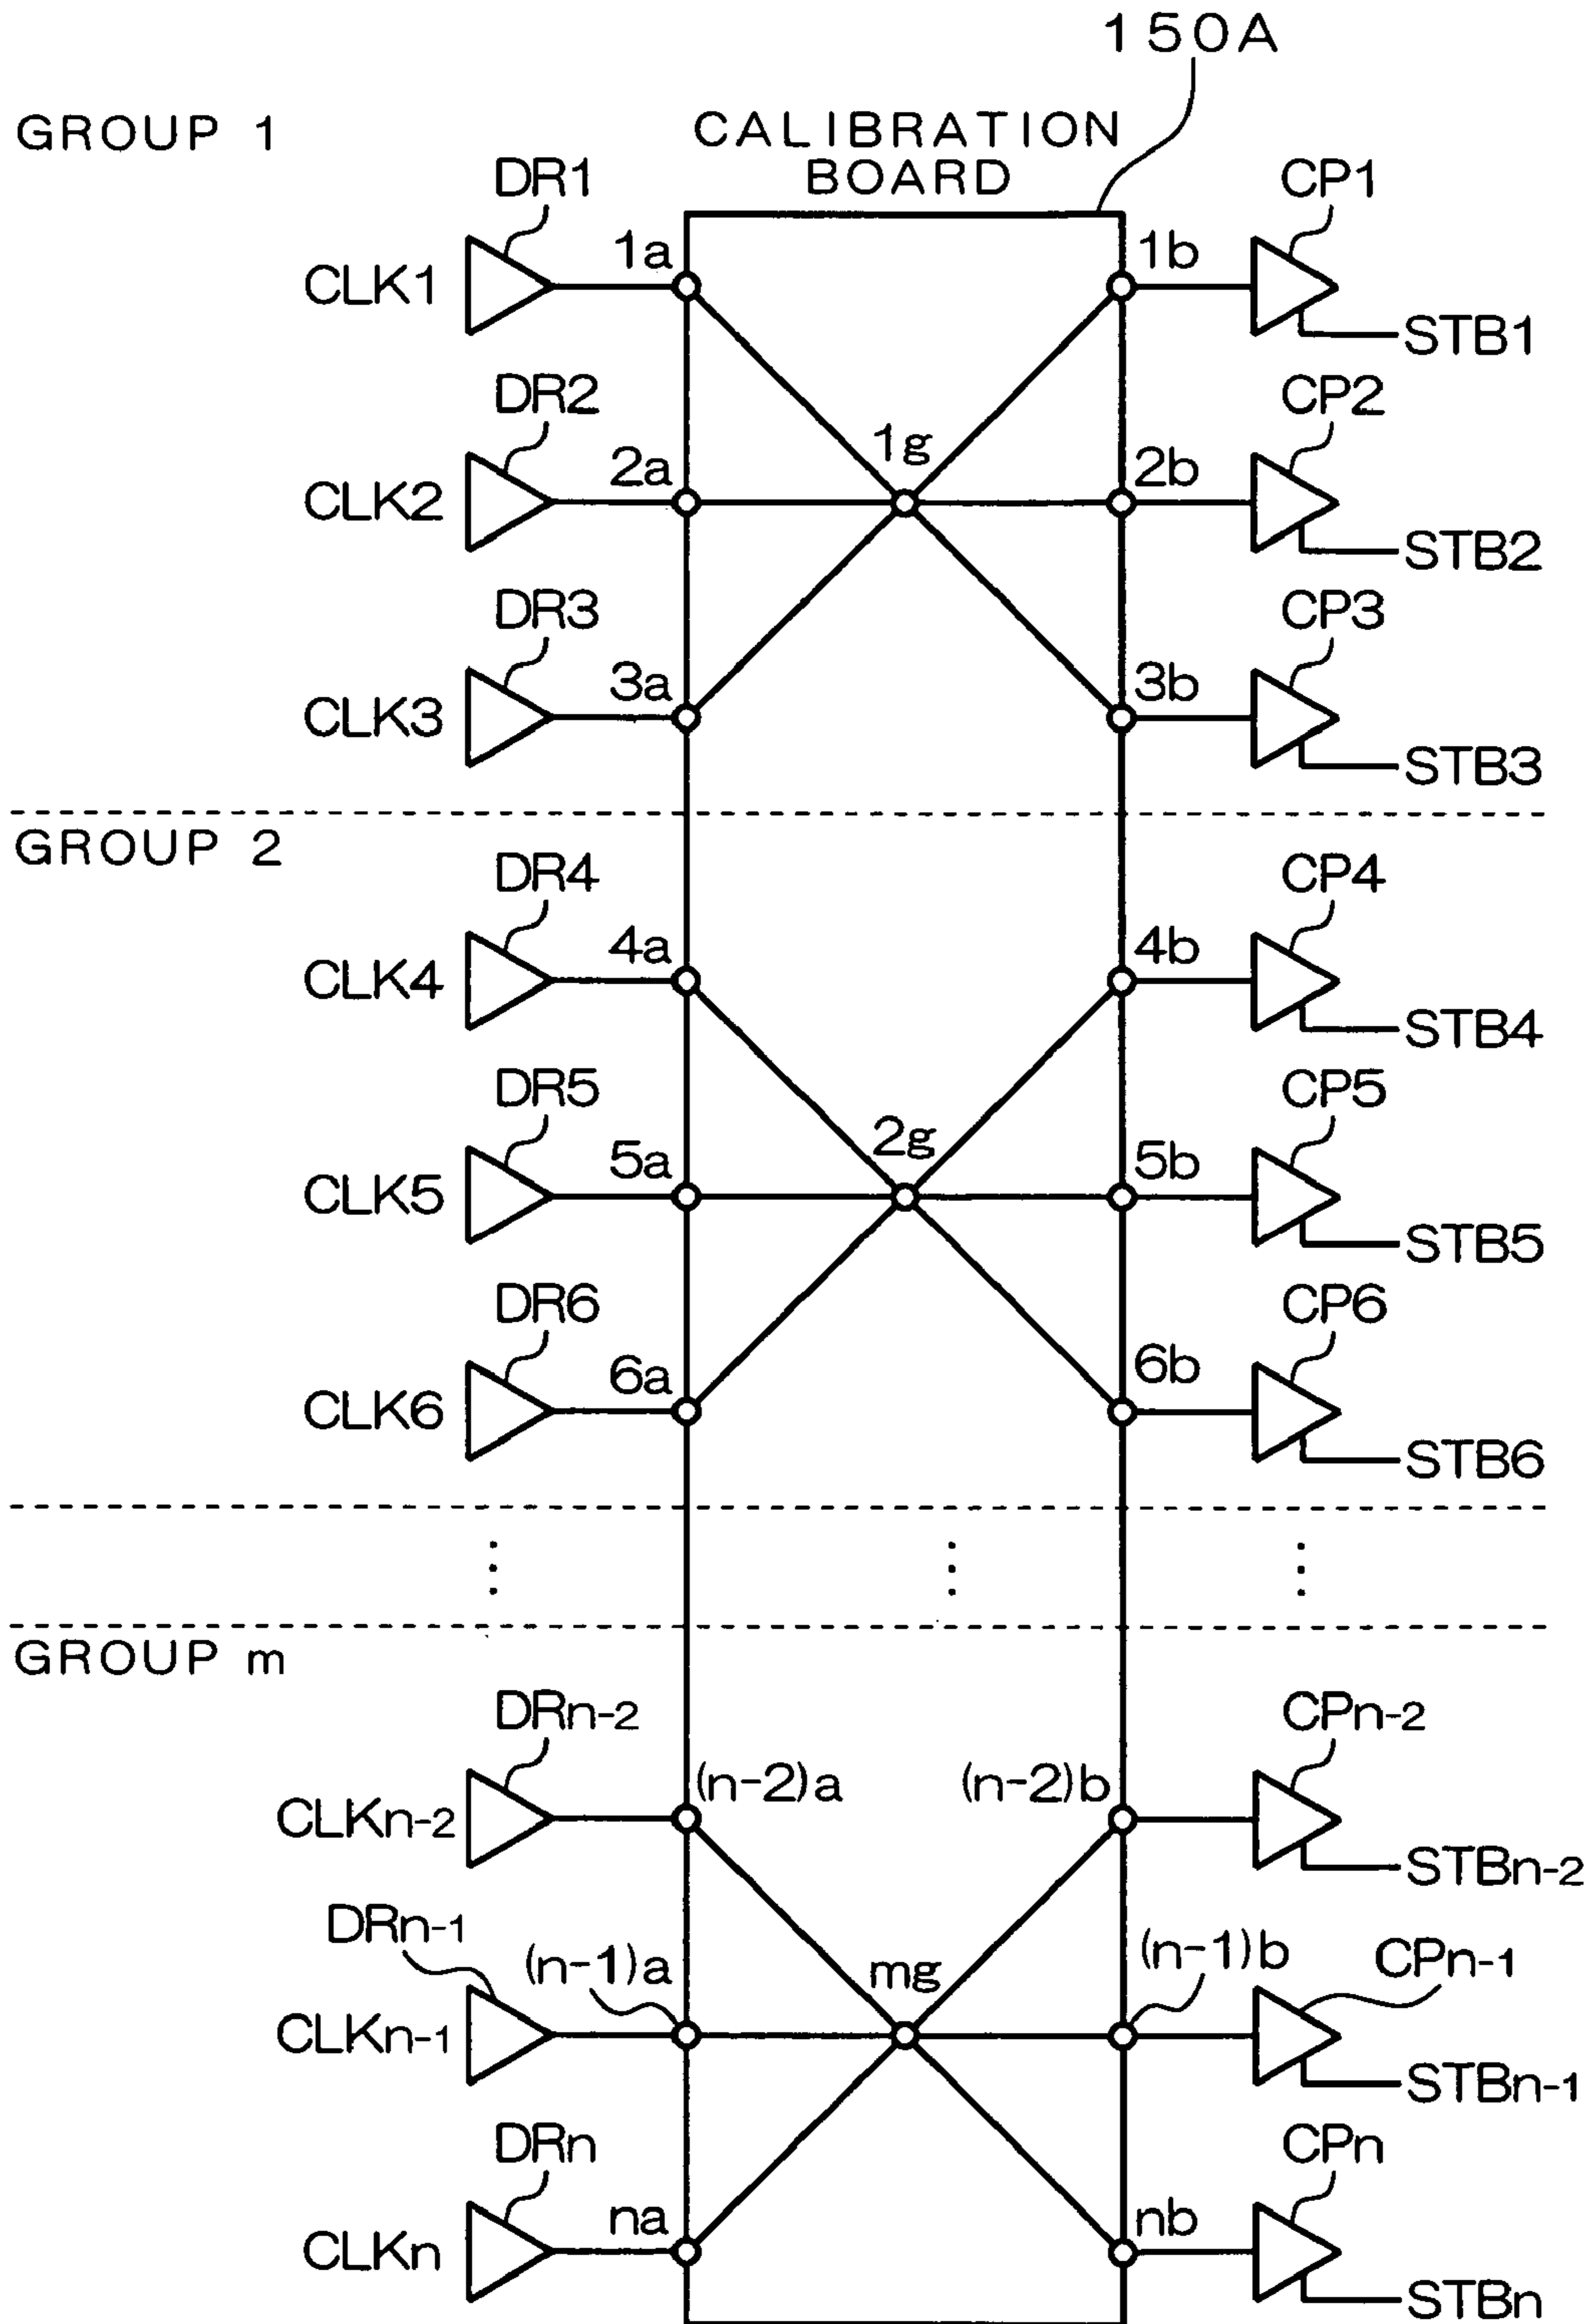 150A
GROUP 1
CALIBRATION
BOARD
DR1
CP1
1a
1b
CLK1
STB1
DR2
CP2
1g
2a
2b
CLK2
STB2
DR3
CP3
3a
3b
CLK3
STB3
GROUP 2
DR4
CP4
4a
4b
CLK4
STB4
DR5
CP5
2g
5a
5b
CLK5
STB5
DR6
CP6
6a
6b
CLK6
STB6
GROUP m
DRn-2
CPn-2
(n-2)a
(n-2)b
CLKn-2
STBn-2
DRn-1
(n-1)a
mg
(n-1)b
CPn-1
CLKn-1
STBn-1
DRn
CPn
na
nb
CLKn
STBn